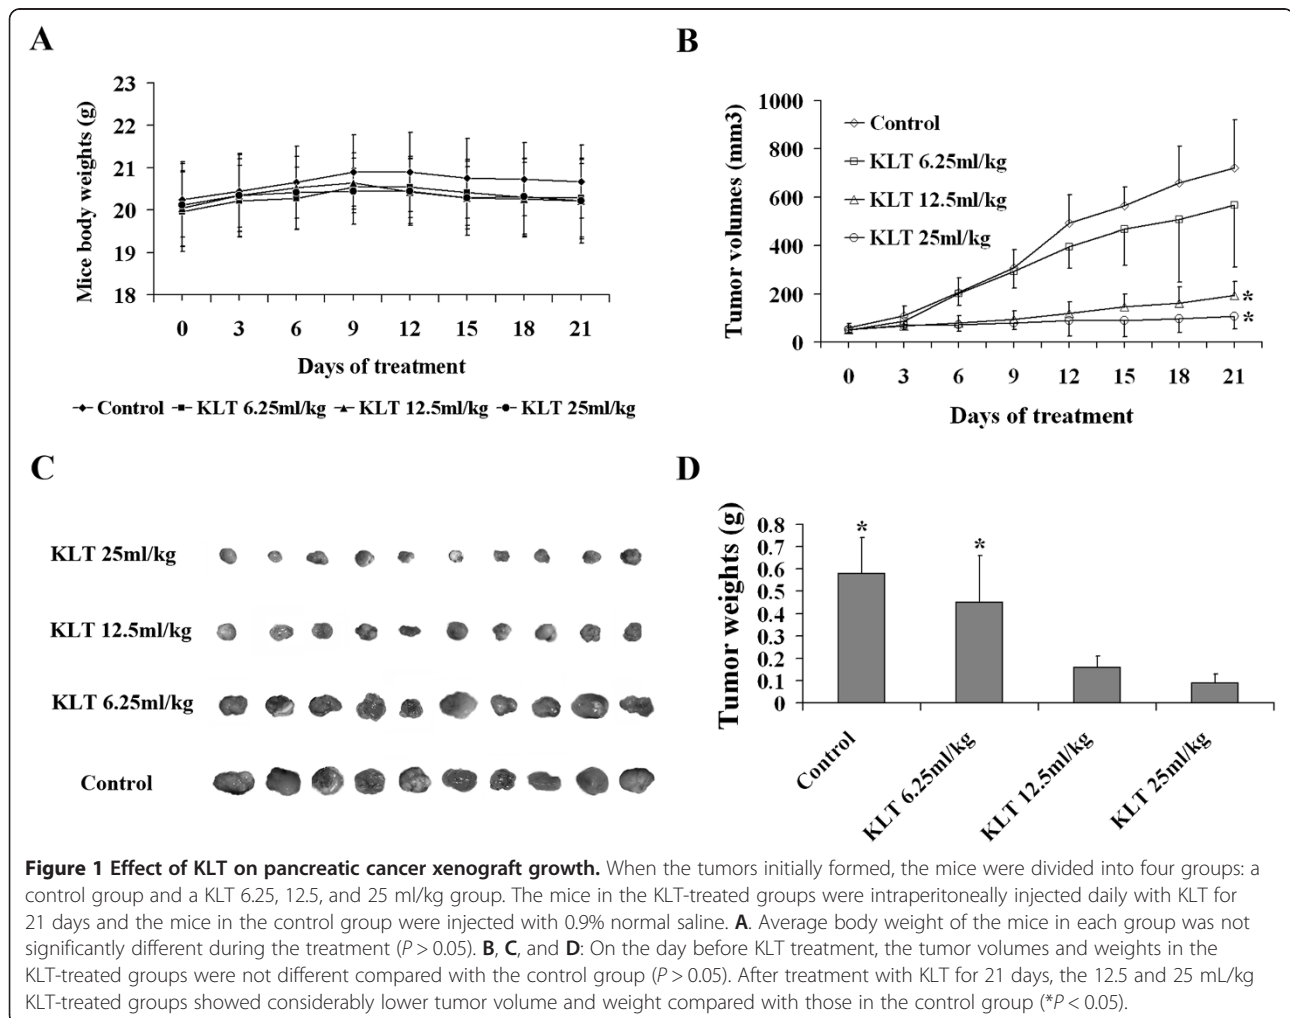 A
Mice body weights (g)
23
22
21
20
19
18
0 3 6 9 12 15 18 21
Days of treatment
Control KLT 6.25ml/kg KLT 12.5ml/kg KLT 25ml/kg
B
Tumor volumes (mm3)
1000
800
600
400
200
0
Control
KLT 6.25ml/kg
KLT 12.5ml/kg
KLT 25ml/kg
*
*
0 3 6 9 12 15 18 21
Days of treatment
C
KLT 25ml/kg
KLT 12.5ml/kg
KLT 6.25ml/kg
Control
D
Tumor weights (g)
0.8
0.7
0.6
0.5
0.4
0.3
0.2
0.1
0
*
*
Control
KLT 6.25ml/kg
KLT 12.5ml/kg
KLT 25ml/kg
Figure 1 Effect of KLT on pancreatic cancer xenograft growth. When the tumors initially formed, the mice were divided into four groups: a
control group and a KLT 6.25, 12.5, and 25 ml/kg group. The mice in the KLT-treated groups were intraperitoneally injected daily with KLT for
21 days and the mice in the control group were injected with 0.9% normal saline. A. Average body weight of the mice in each group was not
significantly different during the treatment (P > 0.05). B, C, and D: On the day before KLT treatment, the tumor volumes and weights in the
KLT-treated groups were not different compared with the control group (P > 0.05). After treatment with KLT for 21 days, the 12.5 and 25 mL/kg
KLT-treated groups showed considerably lower tumor volume and weight compared with those in the control group (*P < 0.05).